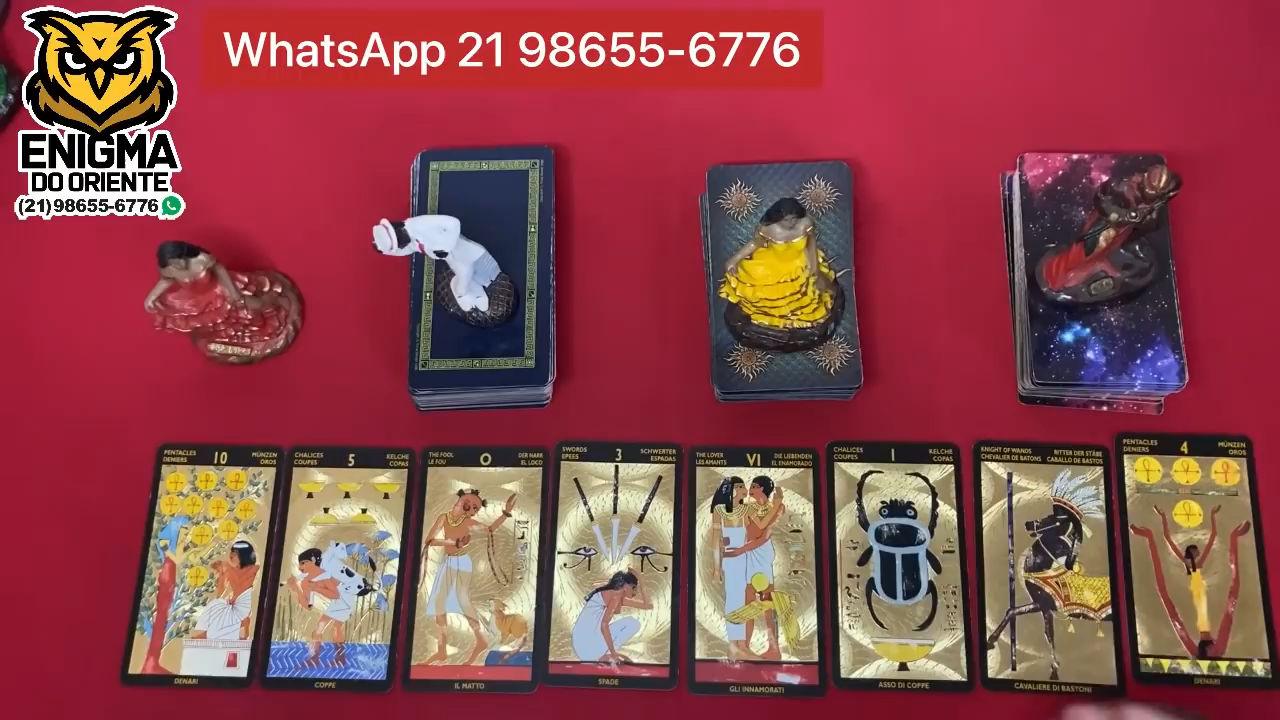 WhatsApp 21 98655-6776
ENIGMA
DO ORIENTE
(21)98655-6776
PENTACLES
DENIERS
10
MÜNZEN
OROS
DENARI
CHALICES
COUPES
5
KELCHE
COPAS
COPPE
THE FOOL
LE FOU
0
DER NARR
EL LOCO
IL MATTO
SWORDS
EPEES
3
SCHWERTER
ESPADAS
SPADE
THE LOVER
LES AMANTS
VI
DIE LIEBENDEN
EL ENAMORADO
GLI INNAMORATI
CHALICES
COUPES
I
KELCHE
COPAS
ASSO DI COPPE
KNIGHT OF WANDS
CHEVALIER DE BATONS
RITTER DER STÄBE
CABALLO DE BASTOS
CAVALIERE DI BASTONI
PENTACLES
DENIERS
4
MÜNZEN
OROS
DENARI